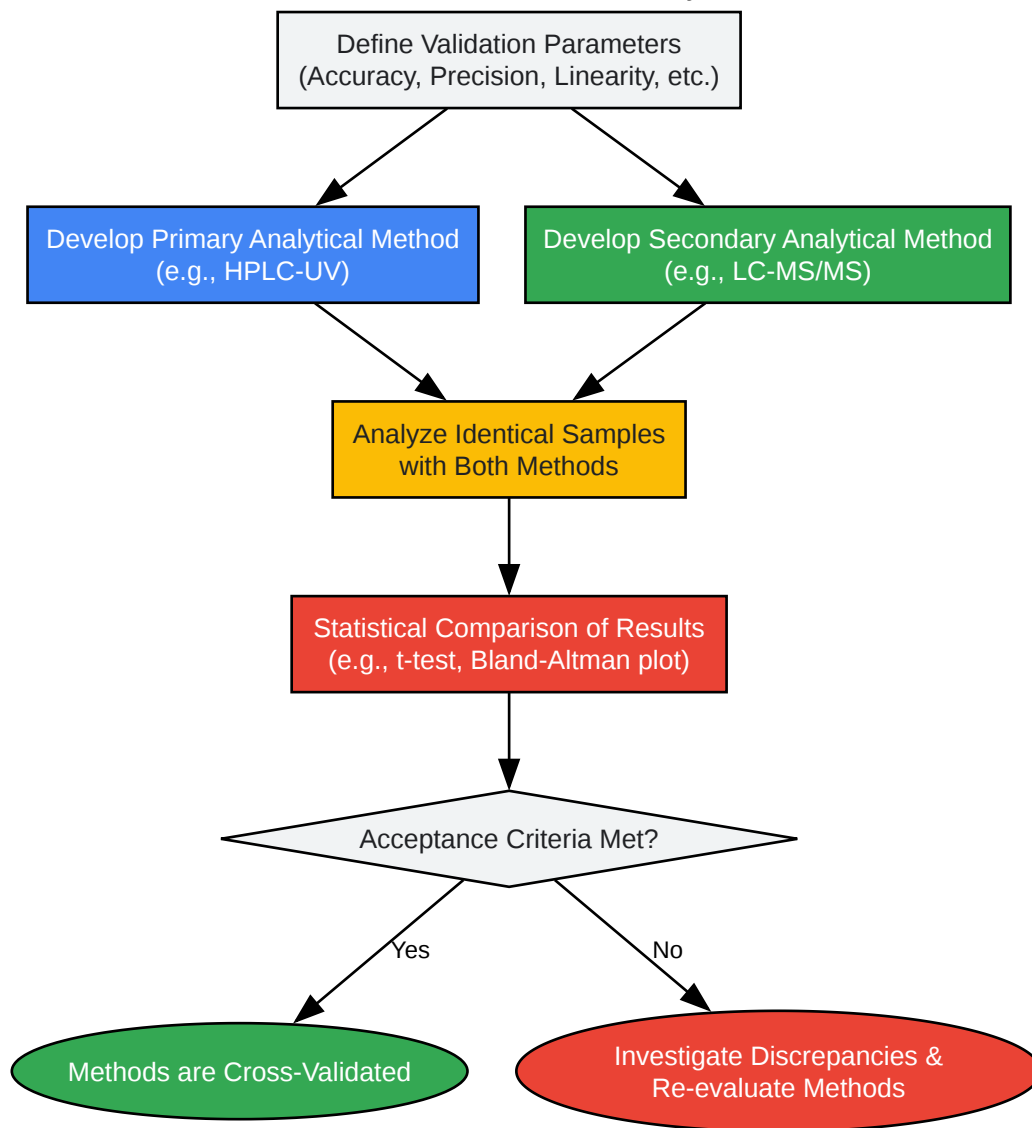 Define Validation Parameters
(Accuracy, Precision, Linearity, etc.)
Develop Primary Analytical Method
(e.g., HPLC-UV)
Develop Secondary Analytical Method
(e.g., LC-MS/MS)
Analyze Identical Samples
with Both Methods
Statistical Comparison of Results
(e.g., t-test, Bland-Altman plot)
Acceptance Criteria Met?
Yes
No
Methods are Cross-Validated
Investigate Discrepancies &
Re-evaluate Methods